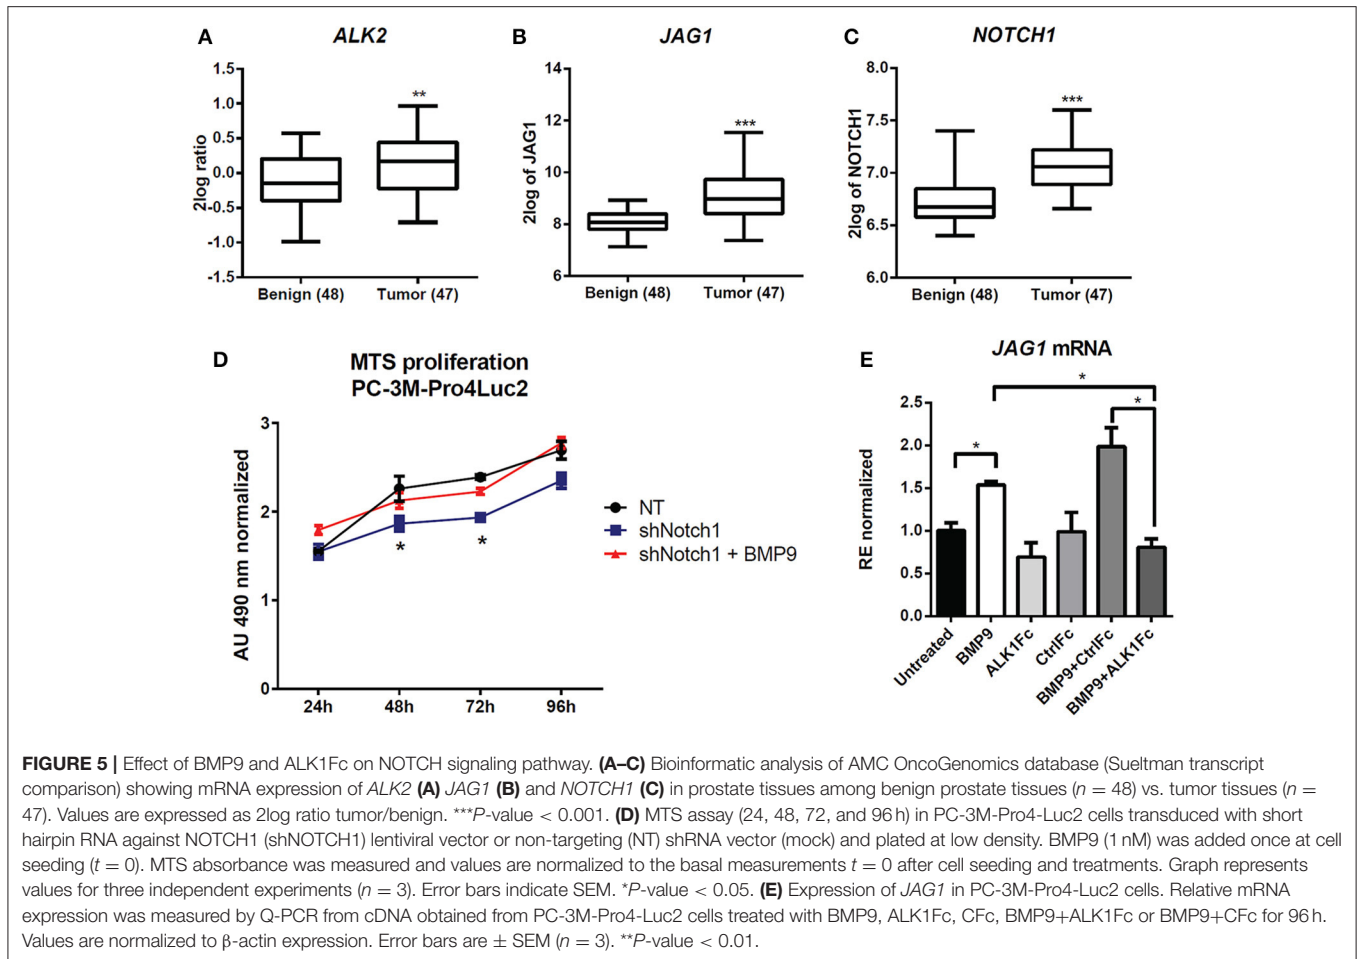 A
ALK2
2log ratio
1.5
1.0
0.5
0.0
-0.5
-1.0
-1.5
**
Benign (48)
Tumor (47)
B
JAG1
2log of JAG1
14
12
10
8
6
***
Benign (48)
Tumor (47)
C
NOTCH1
2log of NOTCH1
8.0
7.5
7.0
6.5
6.0
***
Benign (48)
Tumor (47)
D
MTS proliferation
PC-3M-Pro4Luc2
AU 490 nm normalized
3
2
1
0
*
*
24h
48h
72h
96h
NT
shNotch1
shNotch1 + BMP9
E
JAG1 mRNA
RE normalized
2.5
2.0
1.5
1.0
0.5
0.0
*
*
*
Untreated
BMP9
ALK1Fc
CtrlFc
BMP9+CtrlFc
BMP9+ALK1Fc
FIGURE 5 | Effect of BMP9 and ALK1Fc on NOTCH signaling pathway. (A–C) Bioinformatic analysis of AMC OncoGenomics database (Sueltman transcript
comparison) showing mRNA expression of ALK2 (A) JAG1 (B) and NOTCH1 (C) in prostate tissues among benign prostate tissues (n = 48) vs. tumor tissues (n =
47). Values are expressed as 2log ratio tumor/benign. ***P-value < 0.001. (D) MTS assay (24, 48, 72, and 96 h) in PC-3M-Pro4-Luc2 cells transduced with short
hairpin RNA against NOTCH1 (shNOTCH1) lentiviral vector or non-targeting (NT) shRNA vector (mock) and plated at low density. BMP9 (1 nM) was added once at cell
seeding (t = 0). MTS absorbance was measured and values are normalized to the basal measurements t = 0 after cell seeding and treatments. Graph represents
values for three independent experiments (n = 3). Error bars indicate SEM. *P-value < 0.05. (E) Expression of JAG1 in PC-3M-Pro4-Luc2 cells. Relative mRNA
expression was measured by Q-PCR from cDNA obtained from PC-3M-Pro4-Luc2 cells treated with BMP9, ALK1Fc, CFc, BMP9+ALK1Fc or BMP9+CFc for 96 h.
Values are normalized to β-actin expression. Error bars are ± SEM (n = 3). **P-value < 0.01.